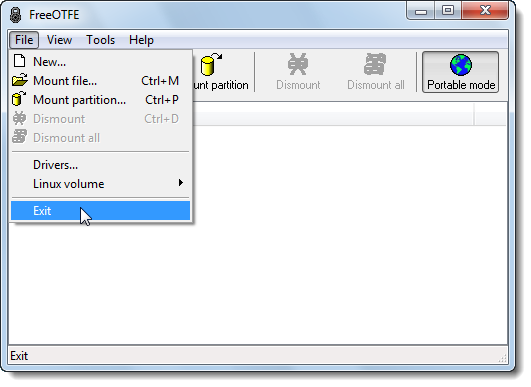 FreeOTFE
File View Tools Help
New...
Mount file... Ctrl+M
Mount partition... Ctrl+P
Dismount Ctrl+D
Dismount all
Drivers...
Linux volume
Exit
partition
Dismount
Dismount all
Portable mode
Exit